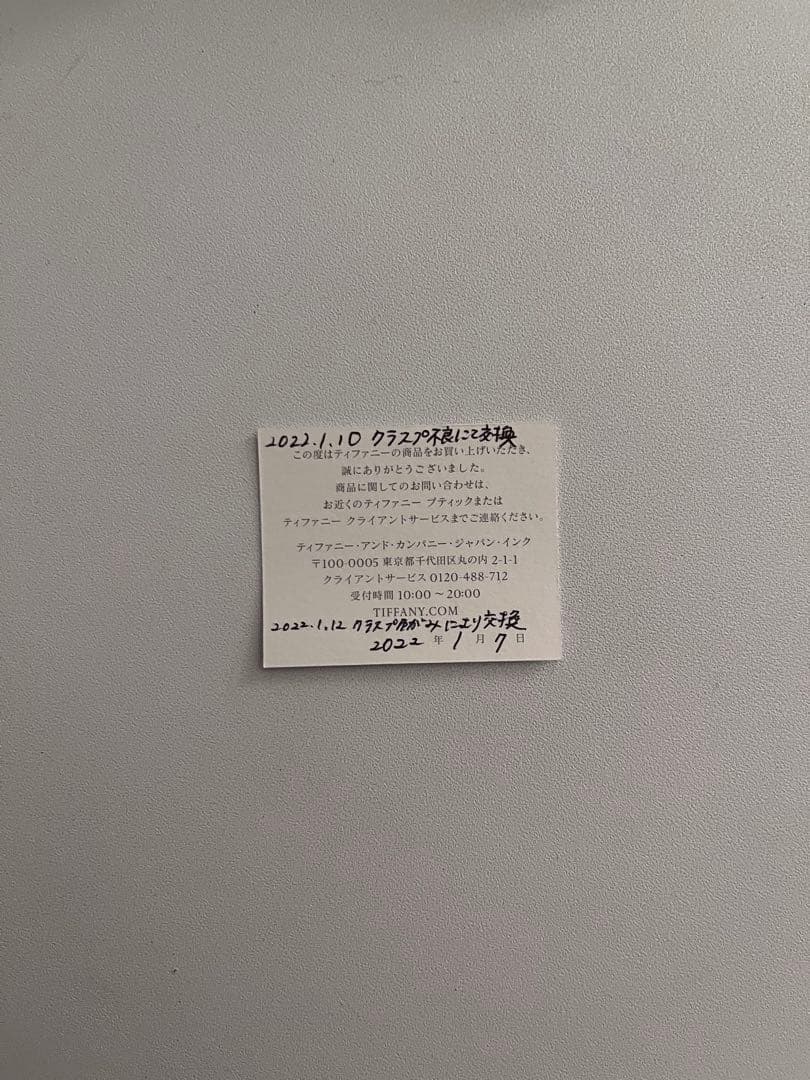 2022.1.10 クラスプ不良にて交換
この度はティファニーの商品をお買い上げいただき、
誠にありがとうございました。
商品に関してのお問い合わせは、
お近くのティファニー ブティックまたは
ティファニー クライアントサービスまでご連絡ください。
ティファニー・アンド・カンパニー・ジャパン・インク
〒100-0005 東京都千代田区丸の内 2-1-1
クライアントサービス 0120-488-712
受付時間 10:00 〜 20:00
TIFFANY.COM
2022.1.12 クラスプ により交換
2022 年 1 月 7 日